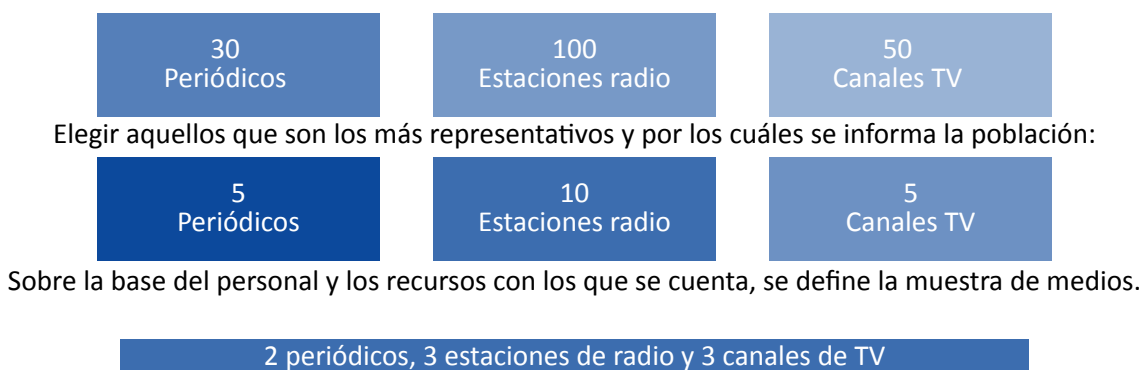 30
Periódicos
100
Estaciones radio
50
Canales TV
Elegir aquellos que son los más representativos y por los cuáles se informa la población:
5
Periódicos
10
Estaciones radio
5
Canales TV
Sobre la base del personal y los recursos con los que se cuenta, se define la muestra de medios.
2 periódicos, 3 estaciones de radio y 3 canales de TV